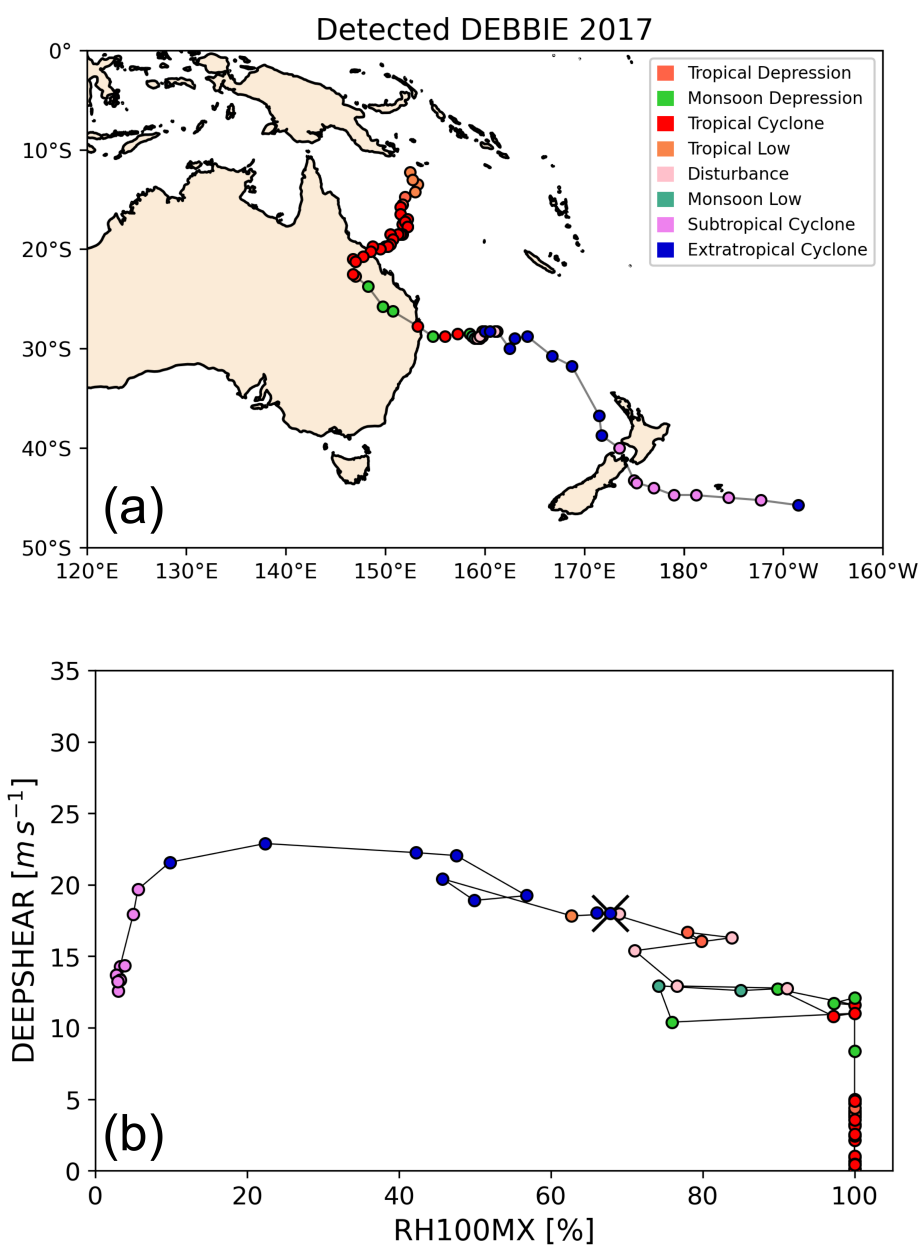 Detected DEBBIE 2017
0°
10°S
20°S
30°S
40°S
50°S
120°E 130°E 140°E 150°E 160°E 170°E 180° 170°W 160°W
Tropical Depression
Monsoon Depression
Tropical Cyclone
Tropical Low
Disturbance
Monsoon Low
Subtropical Cyclone
Extratropical Cyclone
(a)
35
30
25
20
15
10
5
0
DEEPSHEAR [m s⁻¹]
(b)
0 20 40 60 80 100
RH100MX [%]